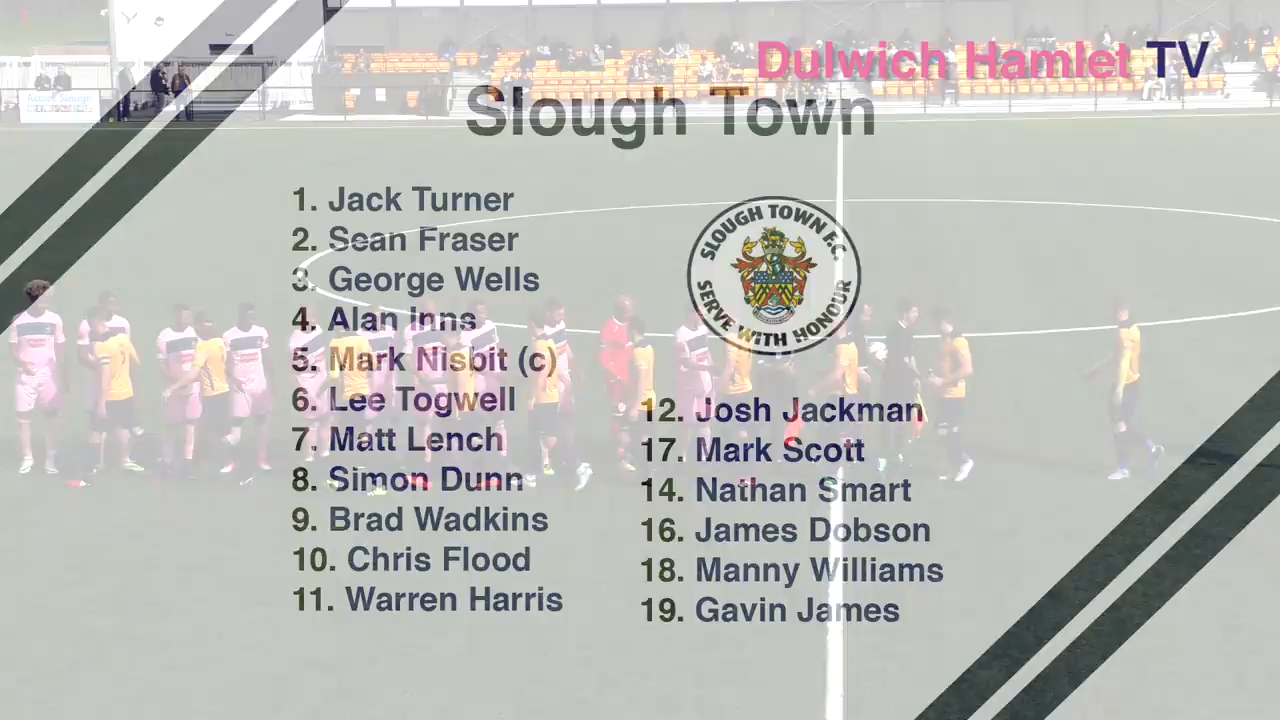 Dulwich Hamlet TV
Slough Town
1. Jack Turner
2. Sean Fraser
3. George Wells
4. Alan Inns
5. Mark Nisbit (c)
6. Lee Togwell
7. Matt Lench
8. Simon Dunn
9. Brad Wadkins
10. Chris Flood
11. Warren Harris
SLOUGH TOWN F.C.
SERVE WITH HONOUR
12. Josh Jackman
17. Mark Scott
14. Nathan Smart
16. James Dobson
18. Manny Williams
19. Gavin James